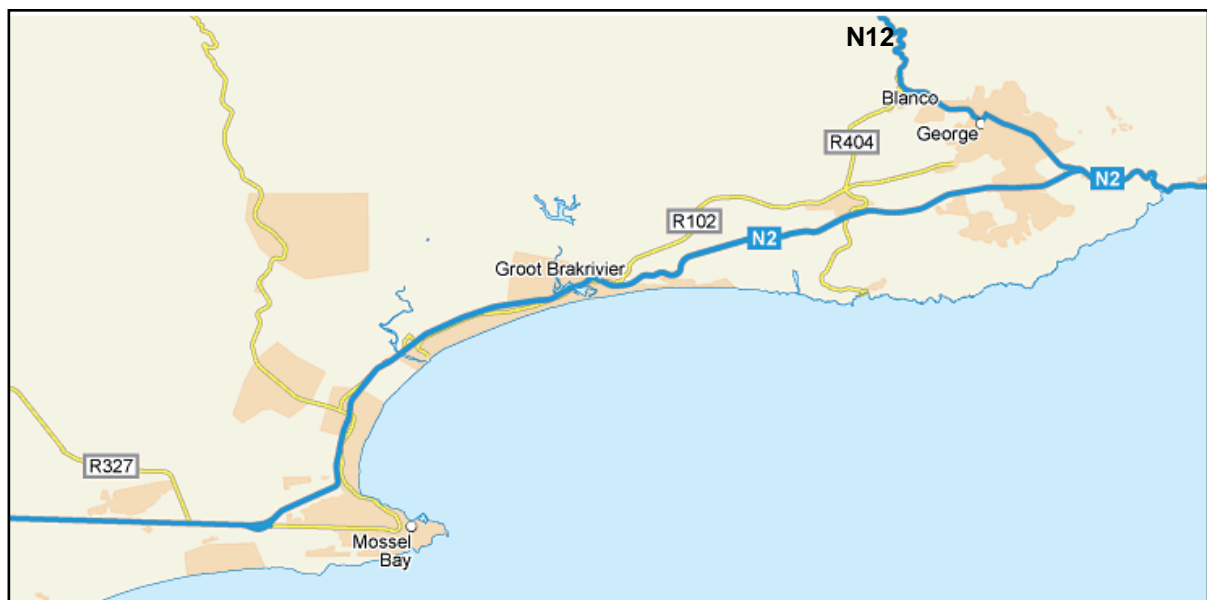 N12
Blanco
George
R404
N2
R102
N2
Groot Brakrivier
R327
Mossel
Bay